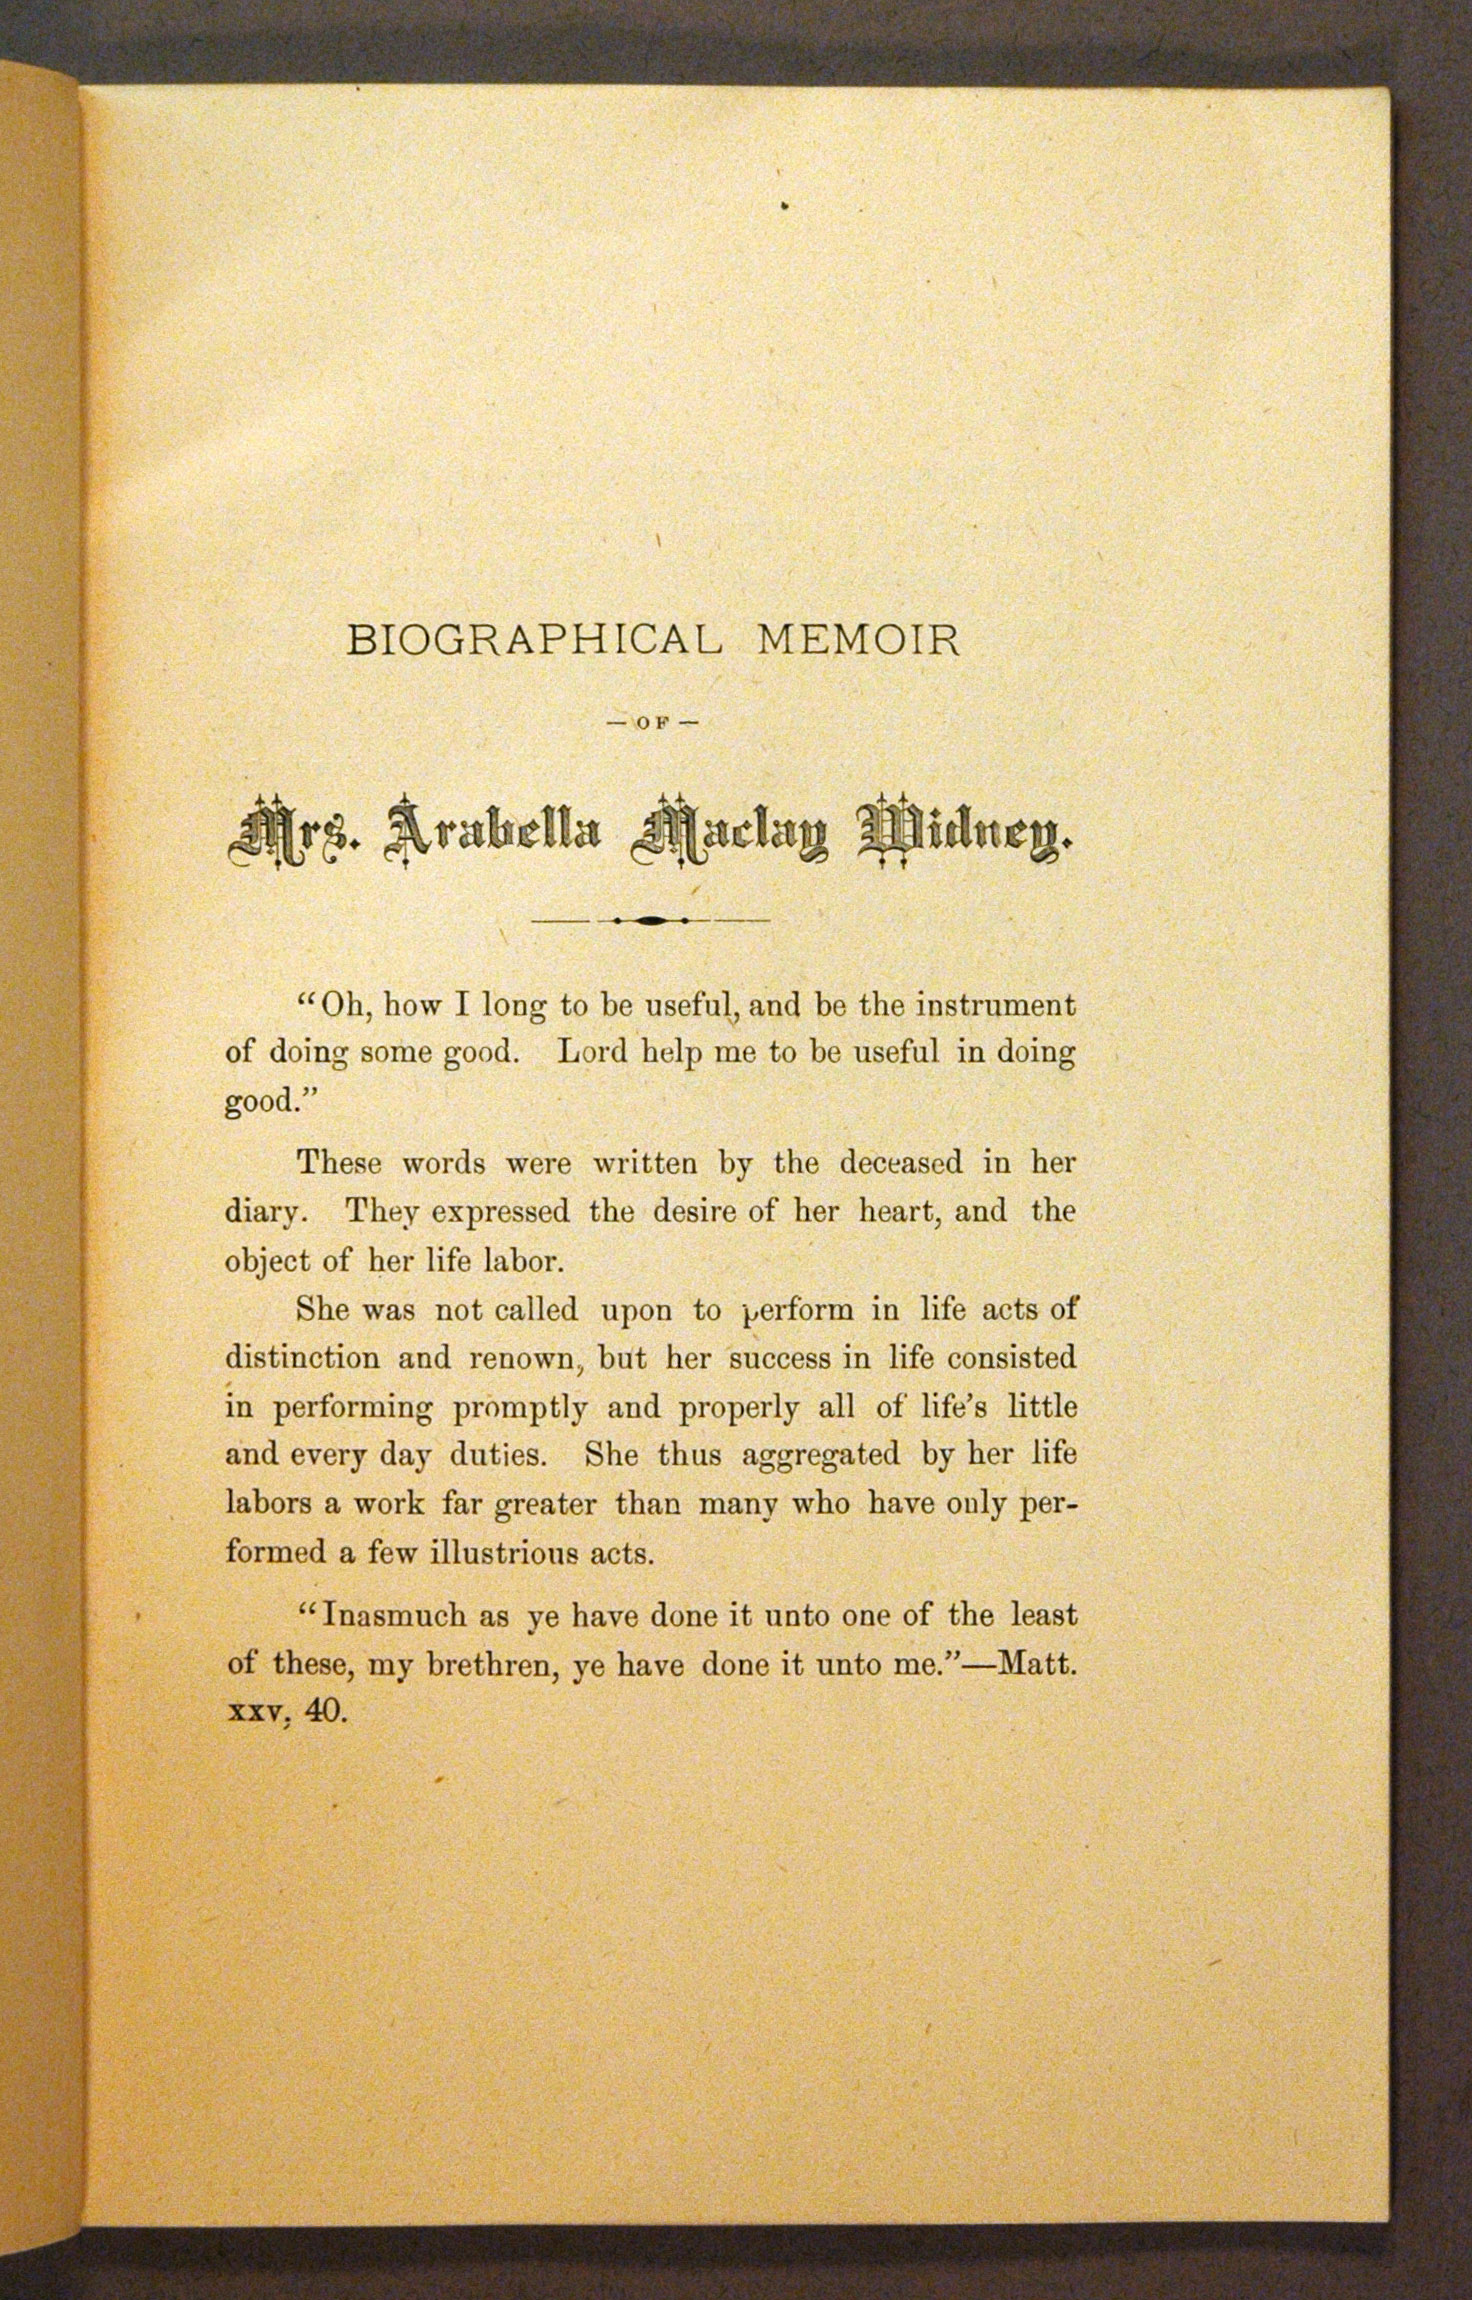 BIOGRAPHICAL MEMOIR
— OF —
Mrs. Arabella Maclay Widney.
“Oh, how I long to be useful, and be the instrument
of doing some good. Lord help me to be useful in doing
good.”
These words were written by the deceased in her
diary. They expressed the desire of her heart, and the
object of her life labor.
She was not called upon to perform in life acts of
distinction and renown, but her success in life consisted
in performing promptly and properly all of life’s little
and every day duties. She thus aggregated by her life
labors a work far greater than many who have only per-
formed a few illustrious acts.
“Inasmuch as ye have done it unto one of the least
of these, my brethren, ye have done it unto me.”—Matt.
xxv, 40.